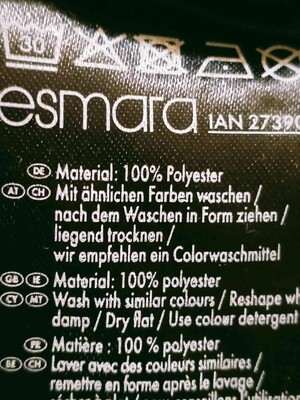 30
esmara IAN 27390
DE Material: 100% Polyester
AT CH Mit ähnlichen Farben waschen /
nach dem Waschen in Form ziehen /
liegend trocknen /
wir empfehlen ein Colorwaschmittel
GB IE Material: 100% polyester
CY MT Wash with similar colours / Reshape
damp / Dry flat / Use colour detergent
FR Matière : 100 % polyester
BE CH Laver avec des couleurs similaires /
remettre en forme après le lavage /